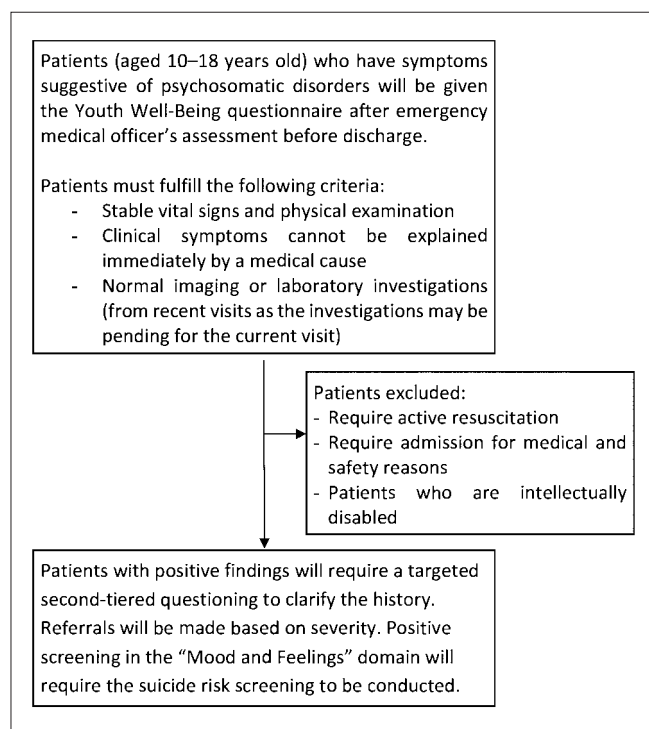 Patients (aged 10–18 years old) who have symptoms
suggestive of psychosomatic disorders will be given
the Youth Well-Being questionnaire after emergency
medical officer's assessment before discharge.
Patients must fulfill the following criteria:
- Stable vital signs and physical examination
- Clinical symptoms cannot be explained
immediately by a medical cause
- Normal imaging or laboratory investigations
(from recent visits as the investigations may be
pending for the current visit)
Patients excluded:
- Require active resuscitation
- Require admission for medical and
safety reasons
- Patients who are intellectually
disabled
Patients with positive findings will require a targeted
second-tiered questioning to clarify the history.
Referrals will be made based on severity. Positive
screening in the “Mood and Feelings” domain will
require the suicide risk screening to be conducted.